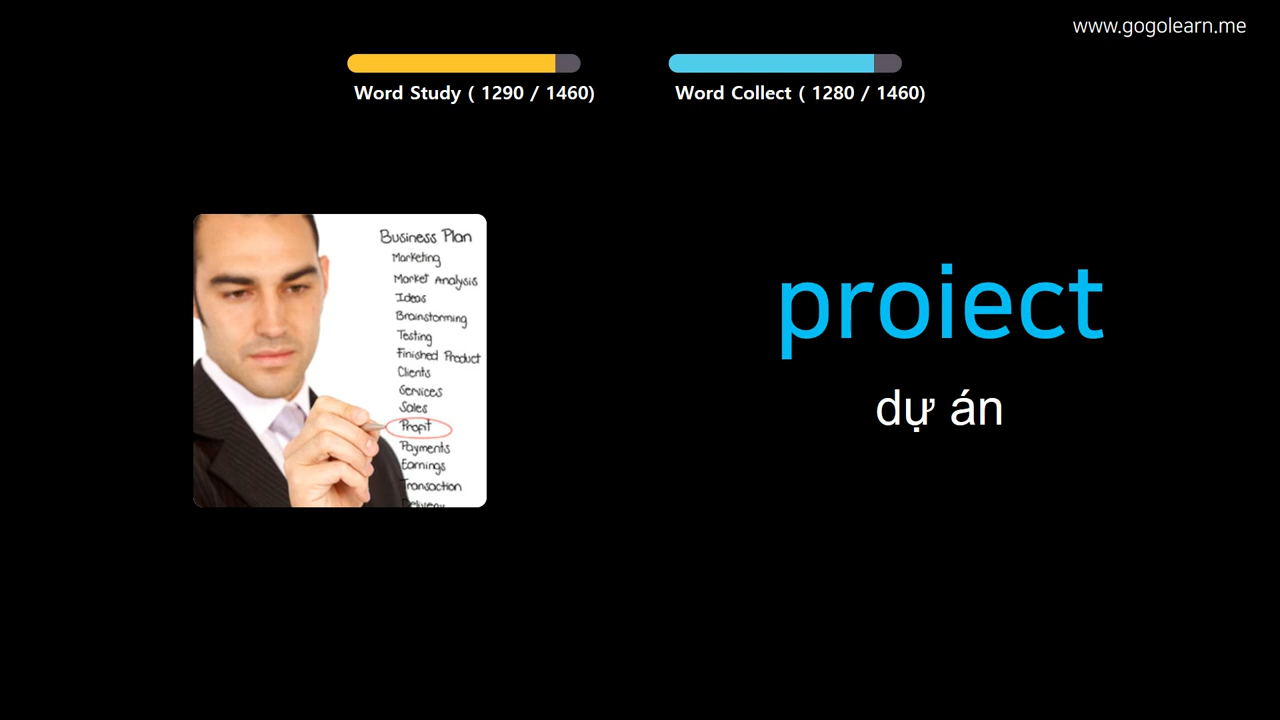 www.gogolearn.me
Word Study ( 1290 / 1460)
Word Collect ( 1280 / 1460)
Business Plan
Marketing
Market Analysis
Ideas
Brainstorming
Testing
Finished Product
Clients
Services
Sales
Profit
Payments
Earnings
Transaction
Delivery
proiect
dự án